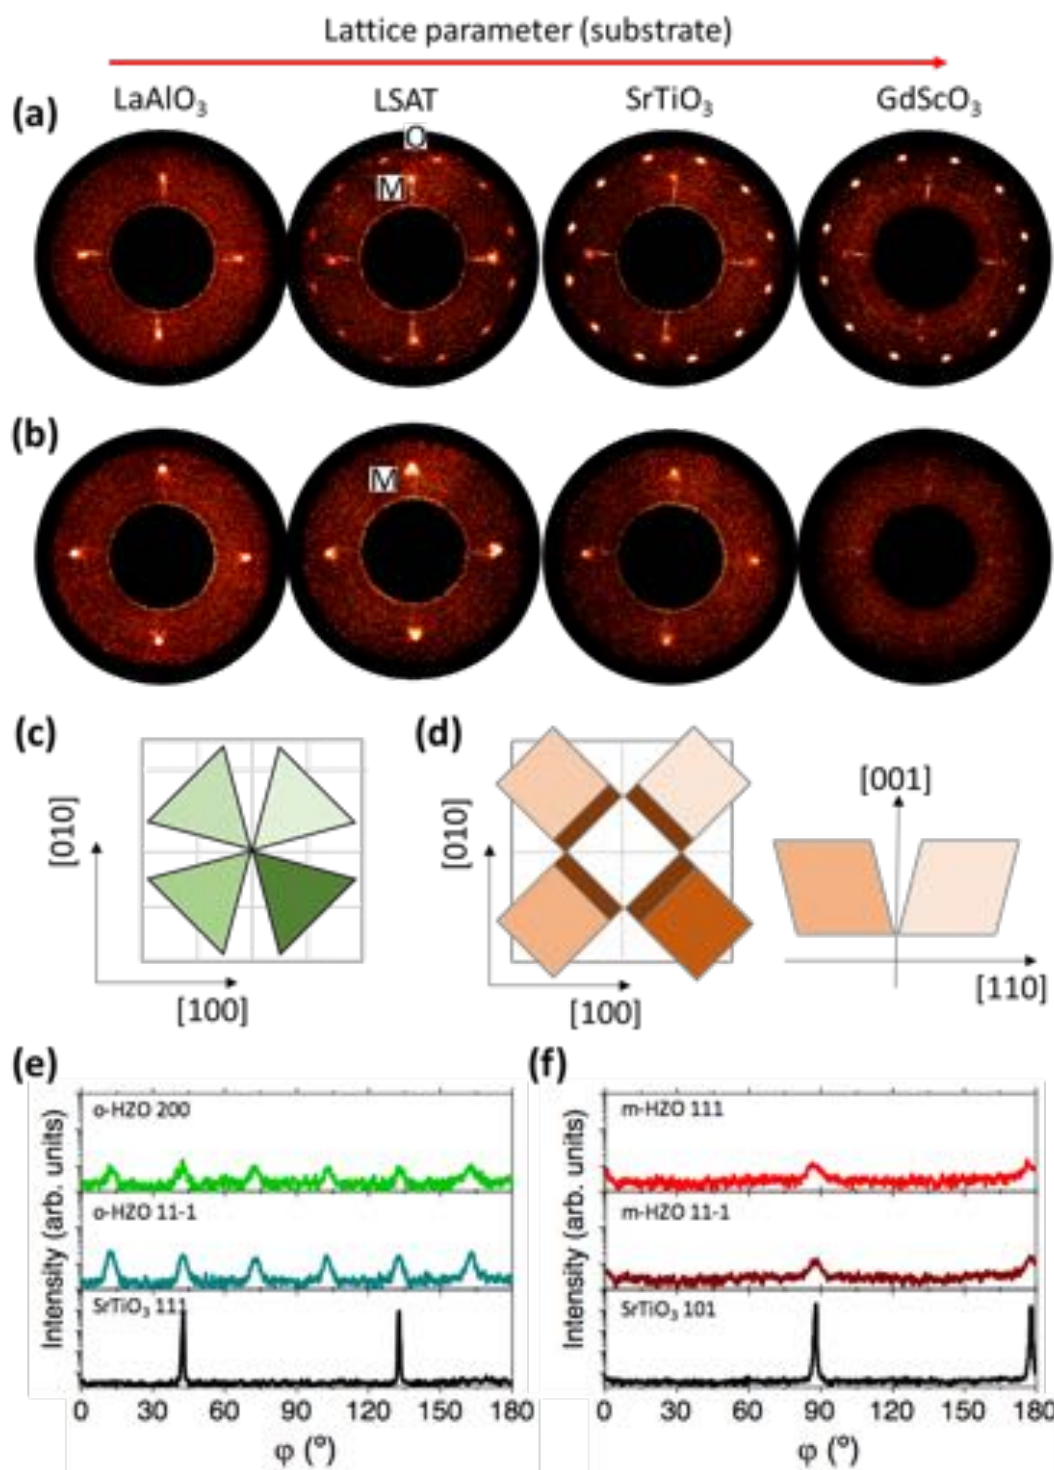 Lattice parameter (substrate)
LaAlO₃ LSAT SrTiO₃ GdScO₃
(a)
O
M
(b)
M
(c) (d)
[001]
[010] [010]
[110]
[100] [100]
(e) (f)
o-HZO 200 m-HZO 111
o-HZO 11-1 m-HZO 11-1
SrTiO₃ 111 SrTiO₃ 101
Intensity (arb. units) Intensity (arb. units)
0 30 60 90 120 150 180 0 30 60 90 120 150 180
φ (º) φ (º)